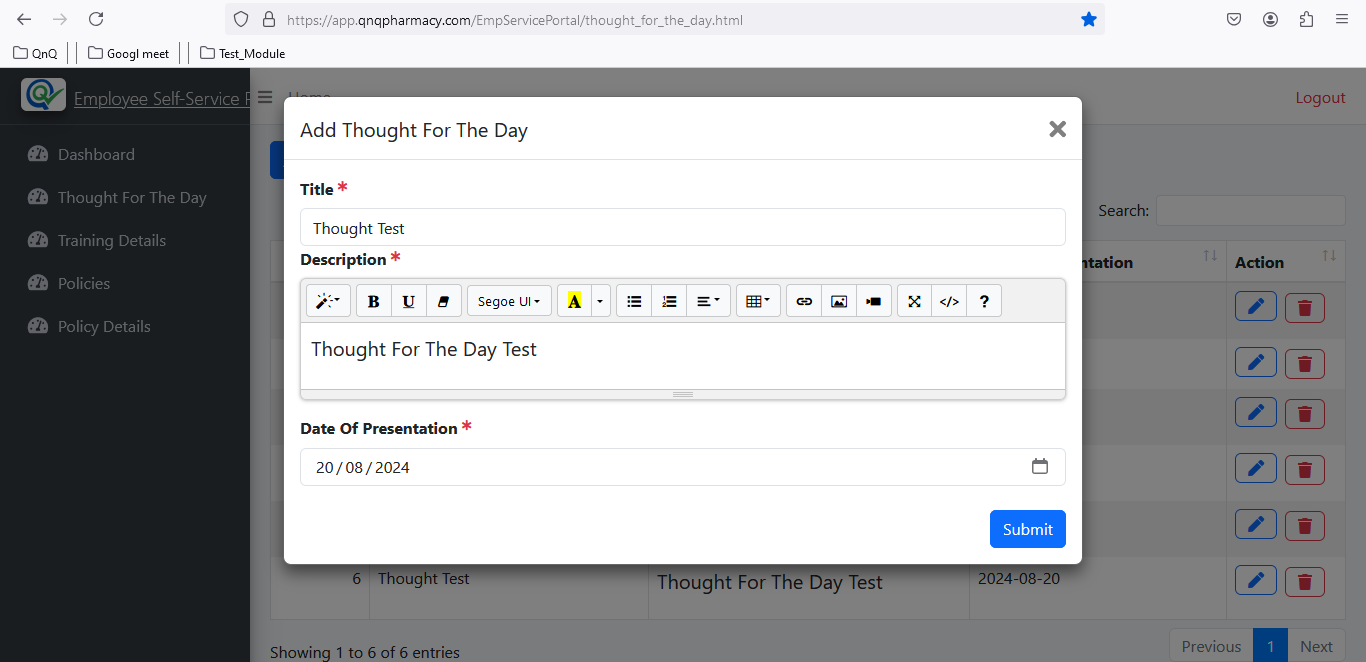 https://app.qnqpharmacy.com/EmpServicePortal/thought_for_the_day.html
QnQ Googl meet Test_Module
Employee Self-Service P
Home
Logout
Add Thought For The Day
Dashboard
Thought For The Day
Training Details
Policies
Policy Details
Title *
Thought Test
Search:
Description *
ntation Action
B U Segoe UI A </> ?
Thought For The Day Test
Date Of Presentation *
20/08/2024
Submit
6 Thought Test Thought For The Day Test 2024-08-20
Showing 1 to 6 of 6 entries
Previous 1 Next